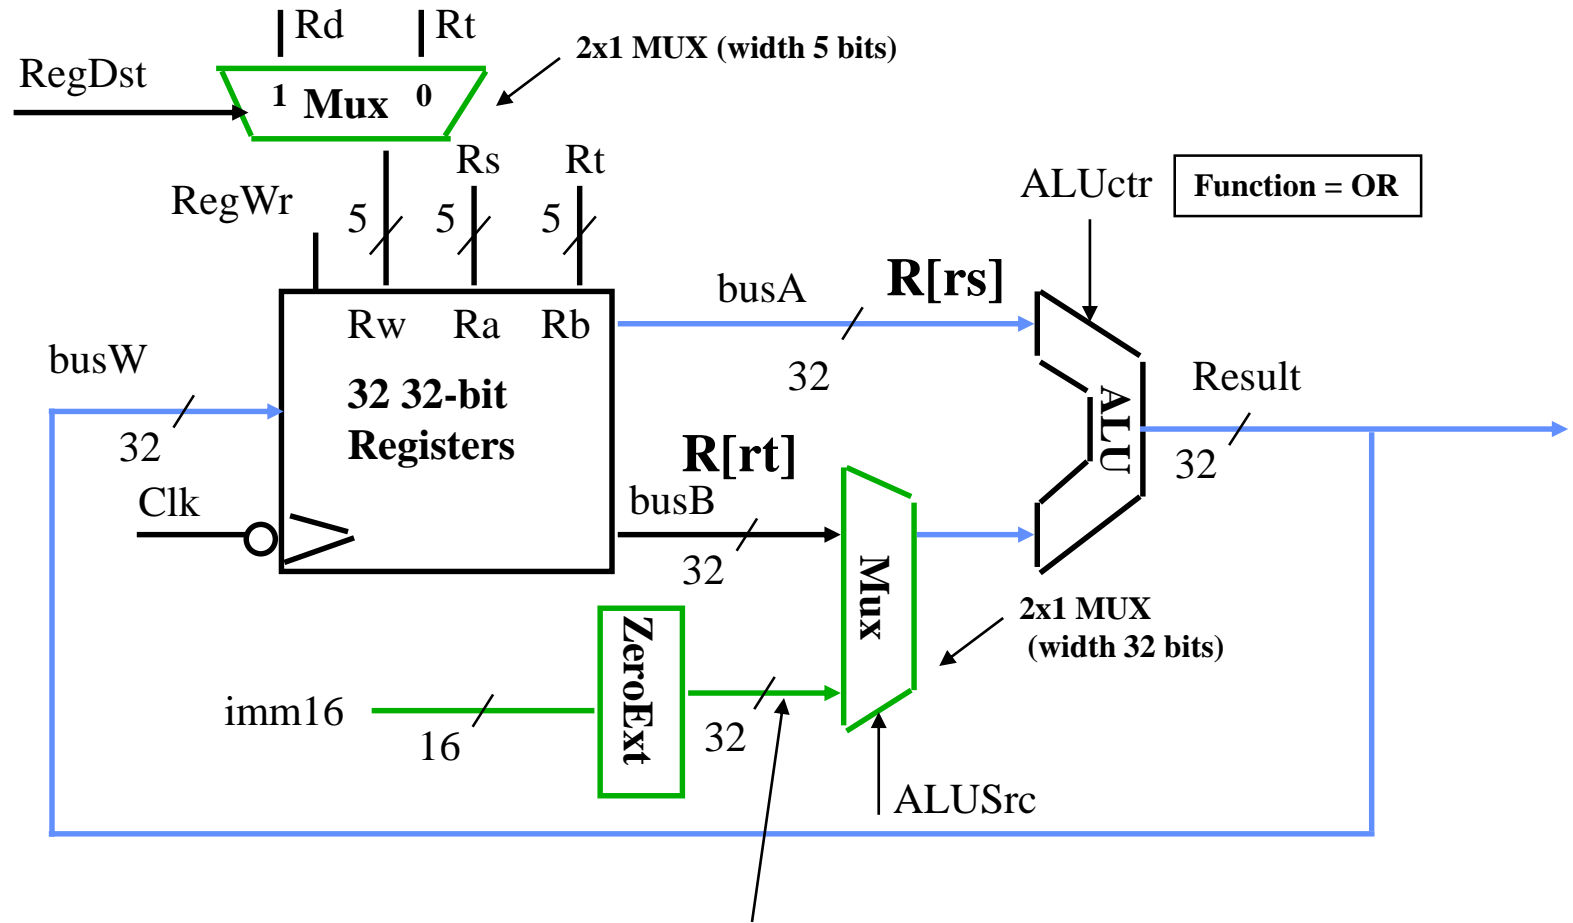 Rd
Rt
2x1 MUX (width 5 bits)
RegDst
1
Mux
0
Rs
Rt
RegWr
5
5
5
ALUctr
Function = OR
busA
R[rs]
Rw
Ra
Rb
busW
32
32 32-bit
Registers
Result
ALU
32
32
R[rt]
Clk
busB
32
Mux
2x1 MUX
(width 32 bits)
ZeroExt
imm16
16
32
ALUSrc